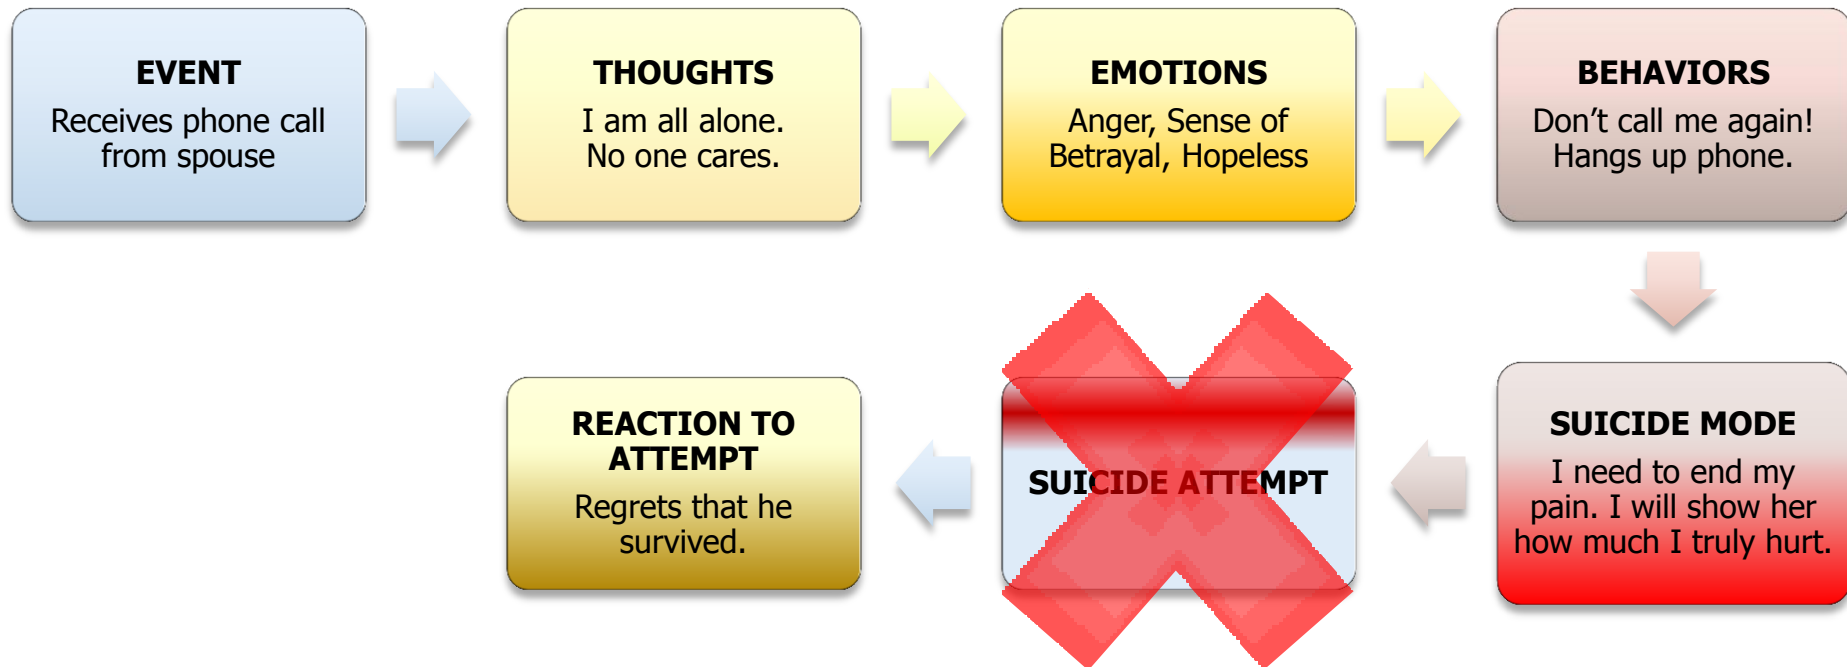 EVENT
Receives phone call
from spouse
THOUGHTS
I am all alone.
No one cares.
EMOTIONS
Anger, Sense of
Betrayal, Hopeless
BEHAVIORS
Don’t call me again!
Hangs up phone.
SUICIDE MODE
I need to end my
pain. I will show her
how much I truly hurt.
SUICIDE ATTEMPT
REACTION TO
ATTEMPT
Regrets that he
survived.